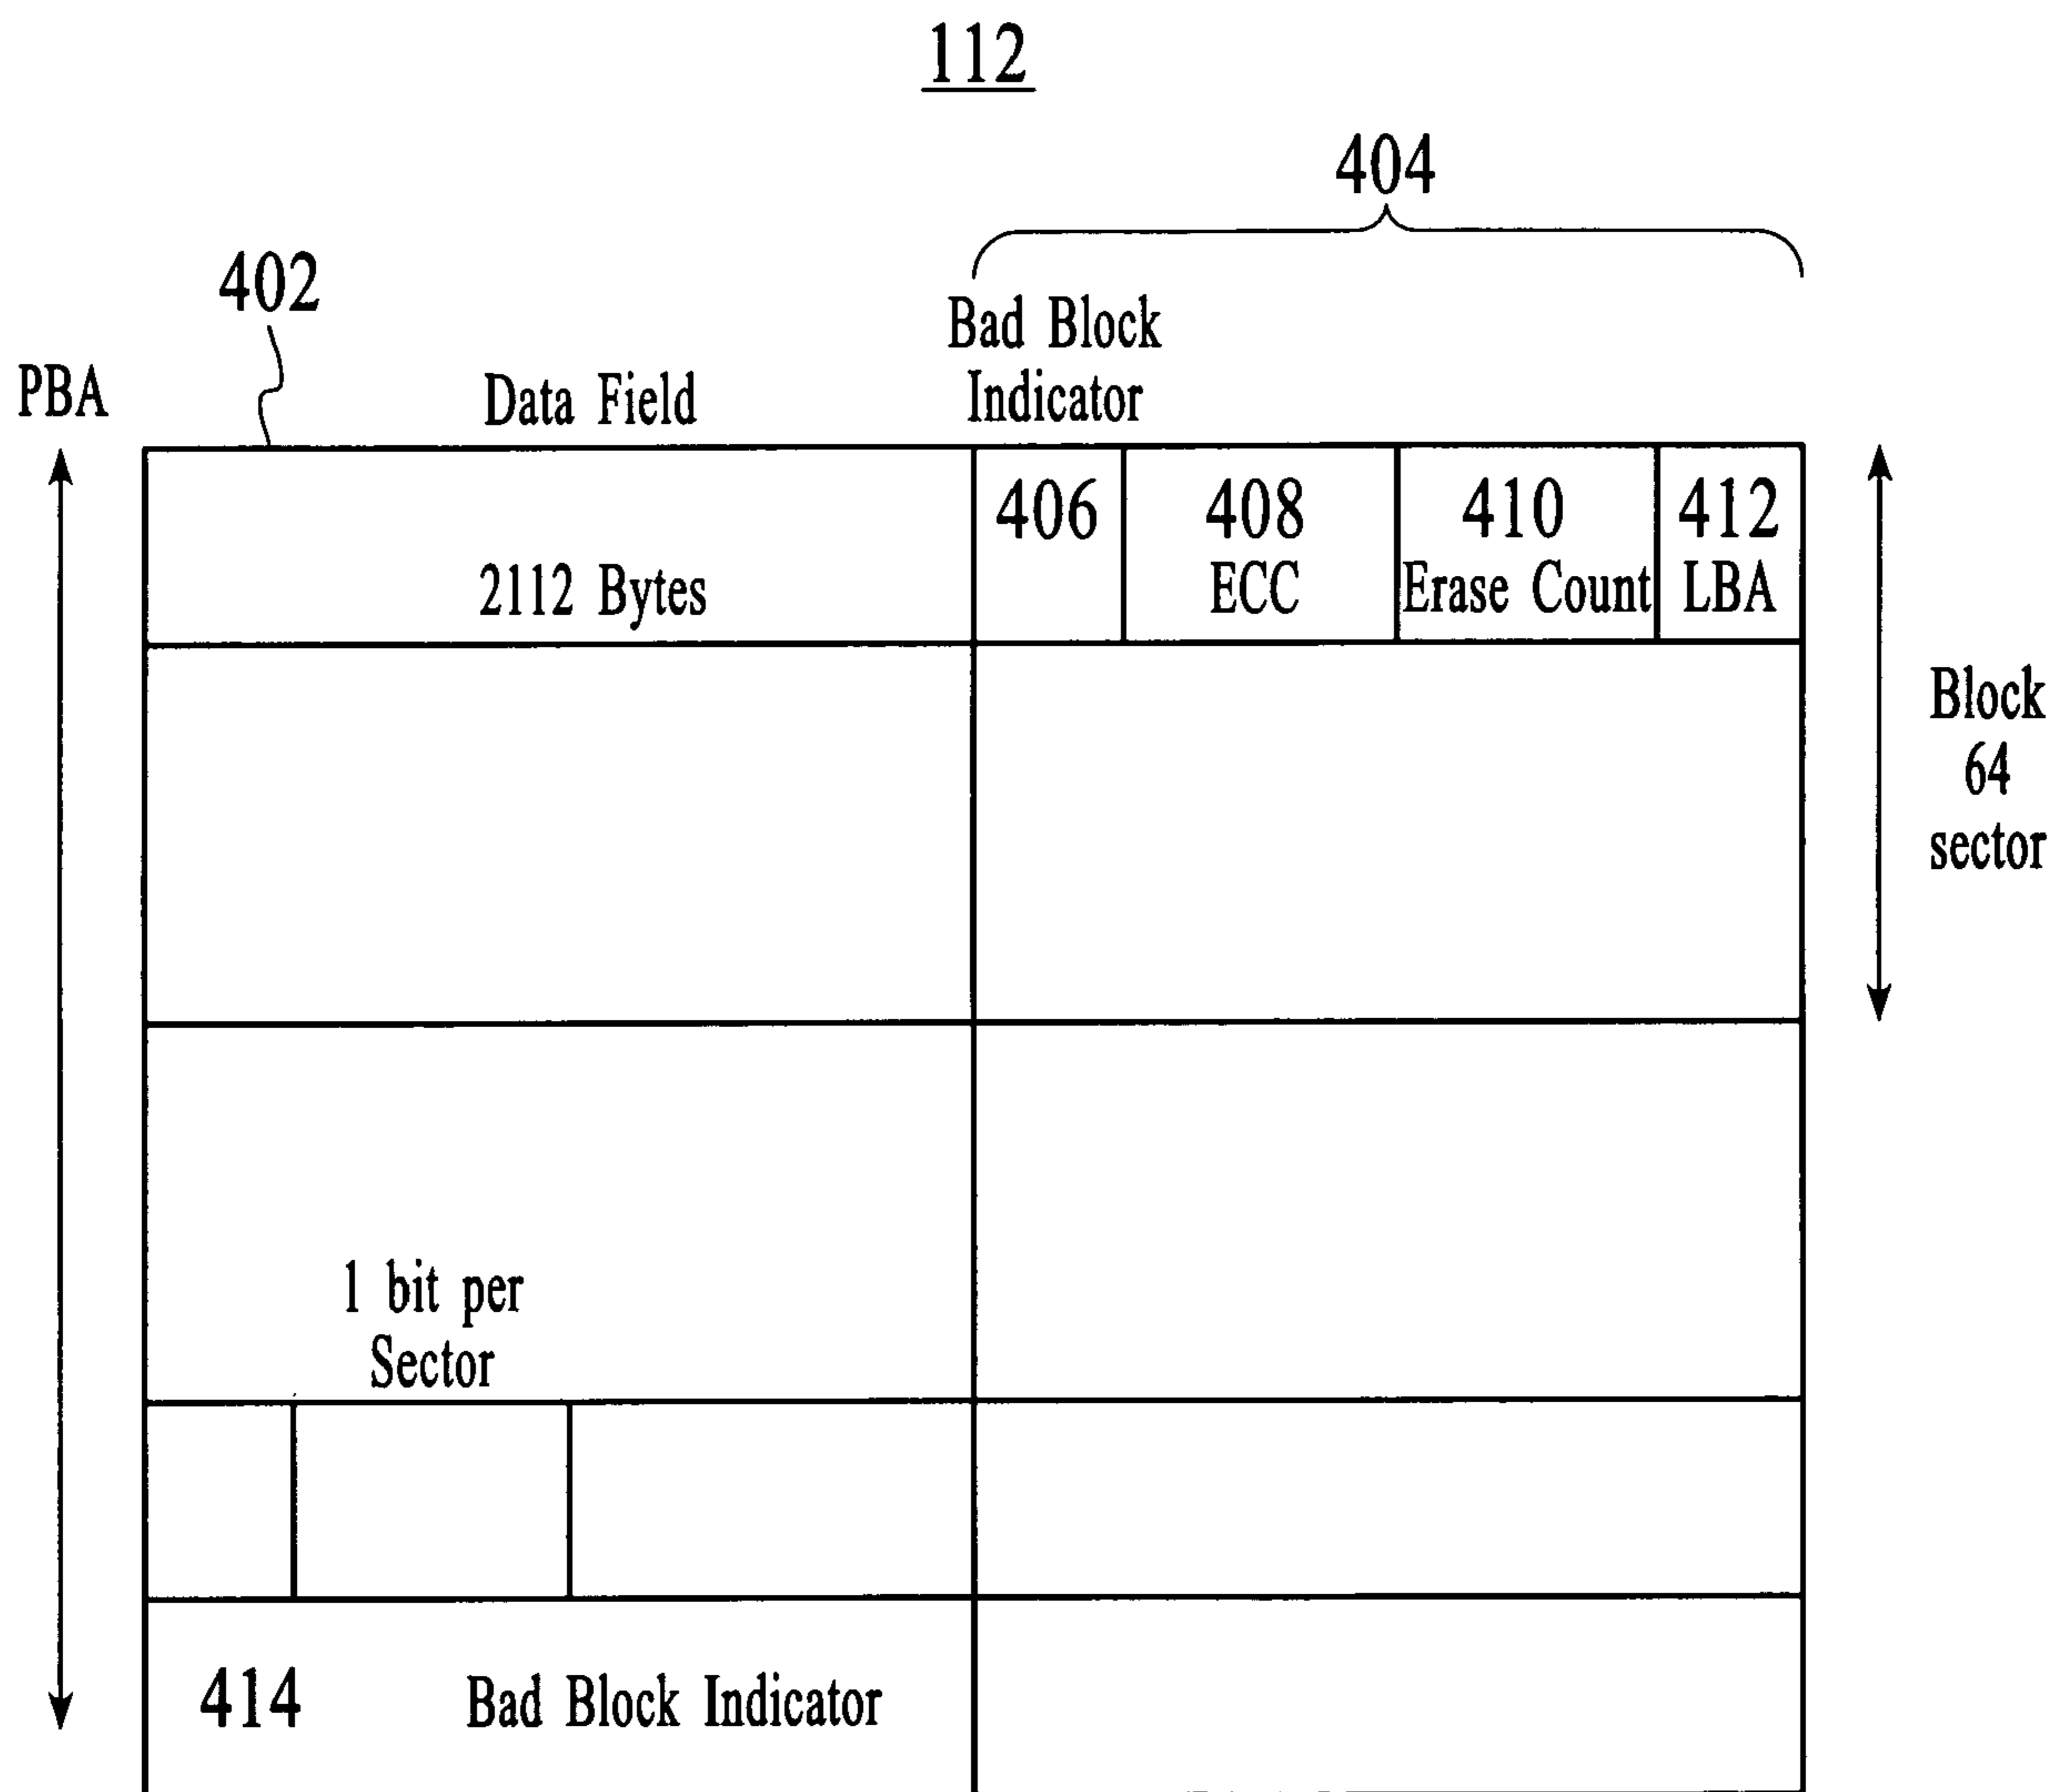 112
404
402
Bad Block
Indicator
PBA
Data Field
406
408
410
412
2112 Bytes
ECC
Erase Count
LBA
Block
64
sector
1 bit per
Sector
414
Bad Block Indicator